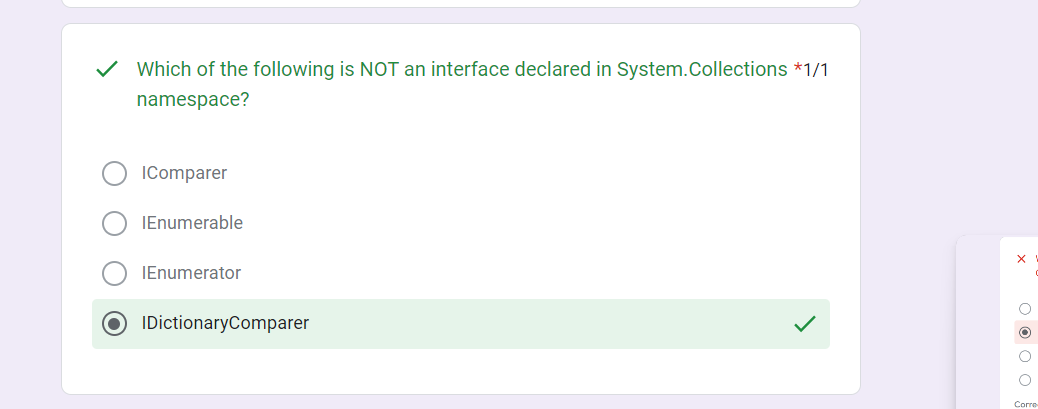 Which of the following is NOT an interface declared in System.Collections *1/1
namespace?
IComparer
IEnumerable
IEnumerator
IDictionaryComparer